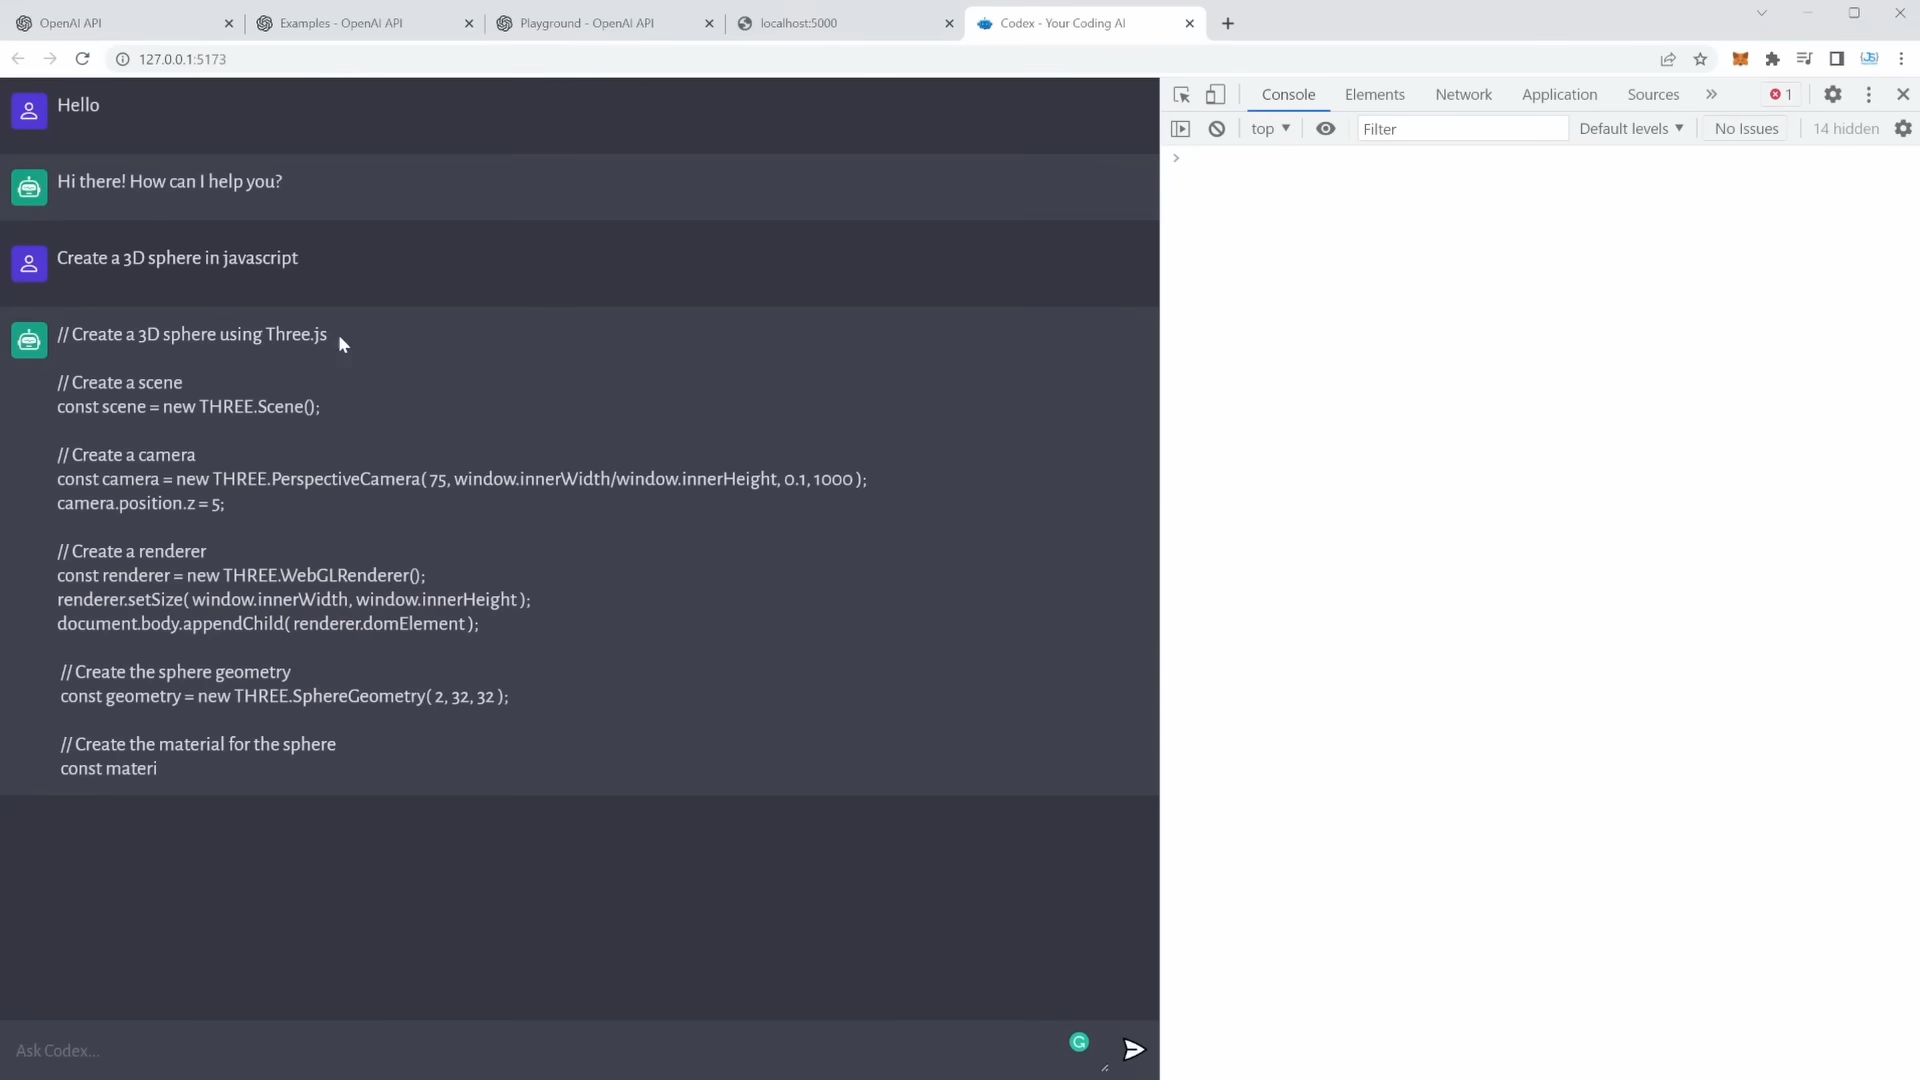 OpenAI API
Examples - OpenAI API
Playground - OpenAI API
localhost:5000
Codex - Your Coding AI
127.0.0.1:5173
JS
Hello
Hi there! How can I help you?
Create a 3D sphere in javascript
// Create a 3D sphere using Three.js
// Create a scene
const scene = new THREE.Scene();
// Create a camera
const camera = new THREE.PerspectiveCamera( 75, window.innerWidth/window.innerHeight, 0.1, 1000 );
camera.position.z = 5;
// Create a renderer
const renderer = new THREE.WebGLRenderer();
renderer.setSize( window.innerWidth, window.innerHeight );
document.body.appendChild( renderer.domElement );
// Create the sphere geometry
const geometry = new THREE.SphereGeometry( 2, 32, 32 );
// Create the material for the sphere
const materi
Ask Codex...
G
Console Elements Network Application Sources 1
top Filter Default levels No Issues 14 hidden